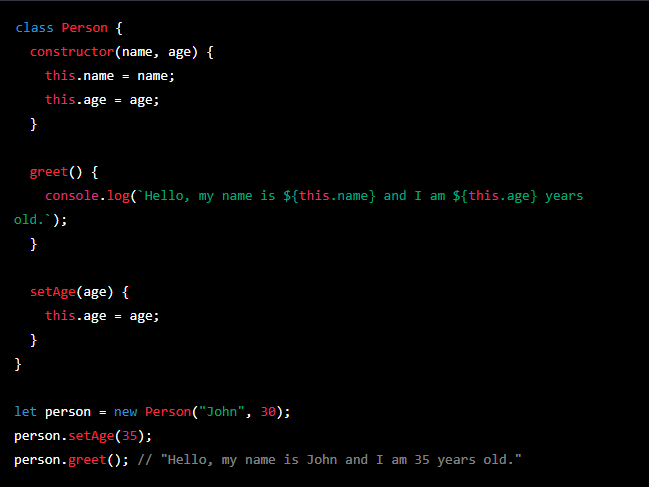 class Person {
  constructor(name, age) {
    this.name = name;
    this.age = age;
  }

  greet() {
    console.log(`Hello, my name is ${this.name} and I am ${this.age} years
old.`);
  }

  setAge(age) {
    this.age = age;
  }
}

let person = new Person("John", 30);
person.setAge(35);
person.greet(); // "Hello, my name is John and I am 35 years old."